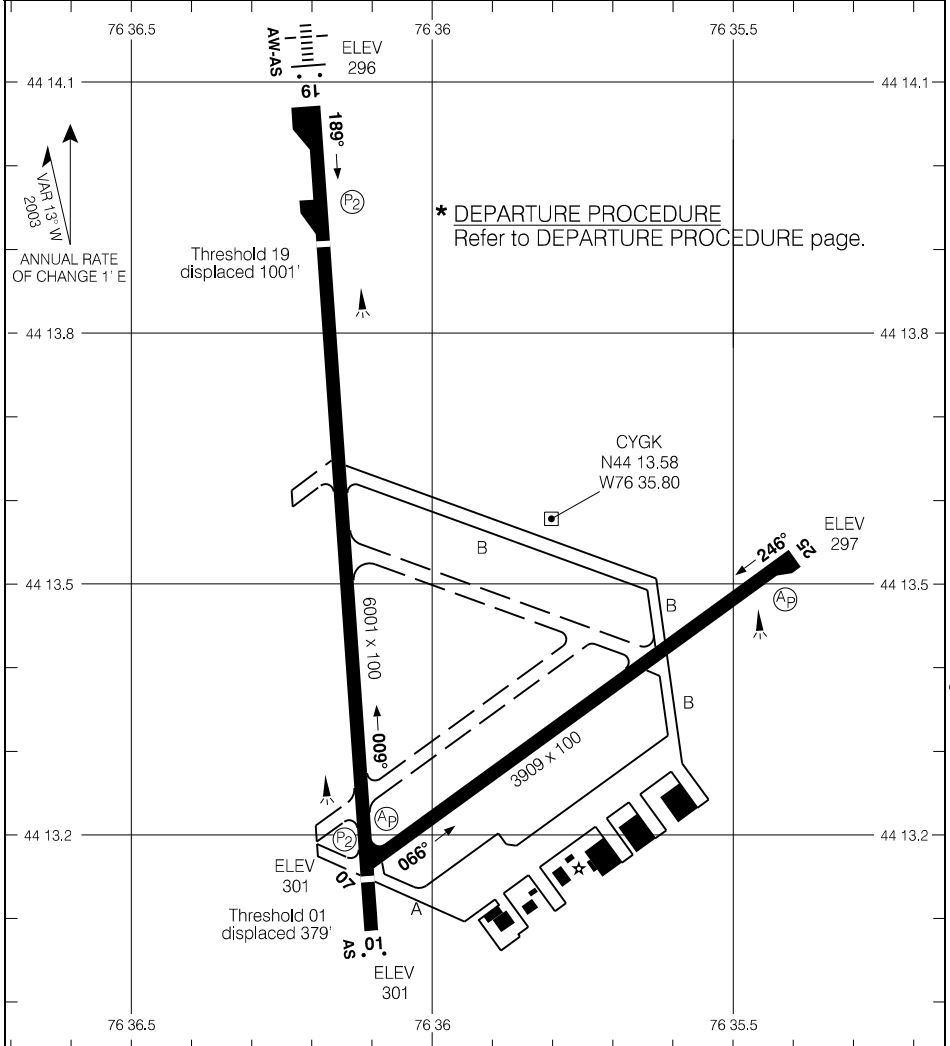 76 36.5
76 36
76 35.5
AW-AS
ELEV
296
44 14.1
44 14.1
19
189°
P2
VAR 13° W
2003
ANNUAL RATE
OF CHANGE 1' E
* DEPARTURE PROCEDURE
Refer to DEPARTURE PROCEDURE page.
Threshold 19
displaced 1001'
44 13.8
44 13.8
CYGK
N44 13.58
W76 35.80
B
ELEV
297
246°
25
44 13.5
44 13.5
AP
6001 x 100
B
B
009°
3909 x 100
AP
P2
066°
44 13.2
44 13.2
ELEV
301
07
A
Threshold 01
displaced 379'
AS
01
ELEV
301
76 36.5
76 36
76 35.5